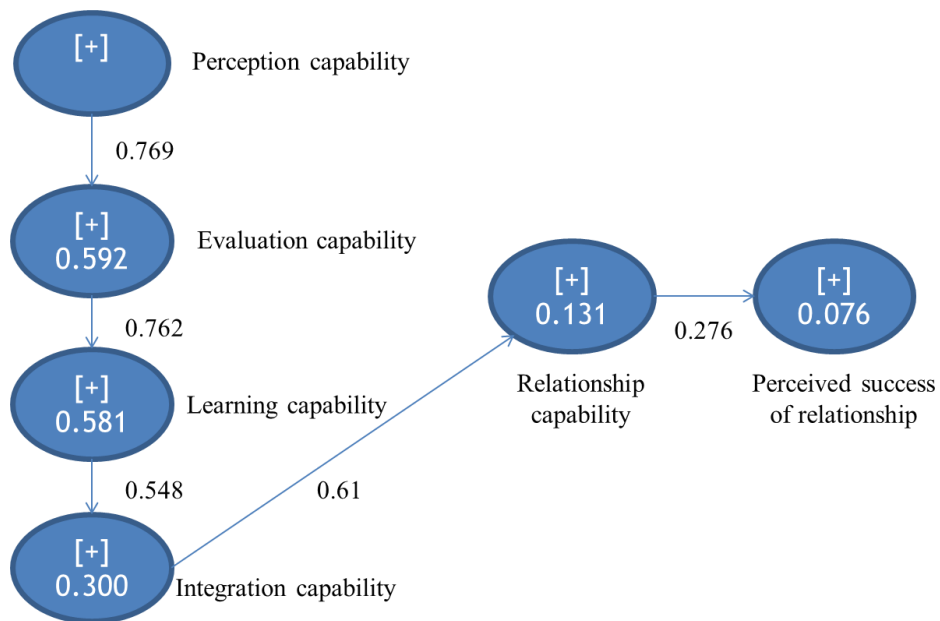 [+]
Perception capability
0.769
[+]
0.592
Evaluation capability
0.762
[+]
0.581
Learning capability
0.548
[+]
0.300
Integration capability
0.61
[+]
0.131
Relationship
capability
0.276
[+]
0.076
Perceived success
of relationship